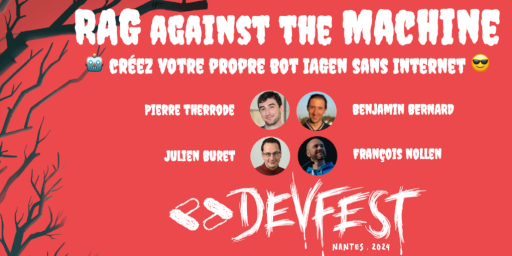 RAG AGAINST THE MACHINE
🤖 CRÉEZ VOTRE PROPRE BOT IAGEN SANS INTERNET 😎
PIERRE THERRODE
BENJAMIN BERNARD
JULIEN BURET
FRANÇOIS NOLLEN
DEVFEST
NANTES . 2024